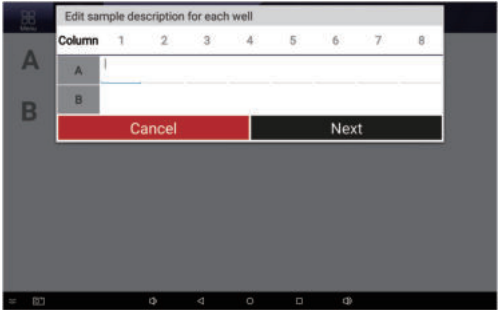 Edit sample description for each well
Menu
Column 1 2 3 4 5 6 7 8
A
A
B
B
Cancel Next